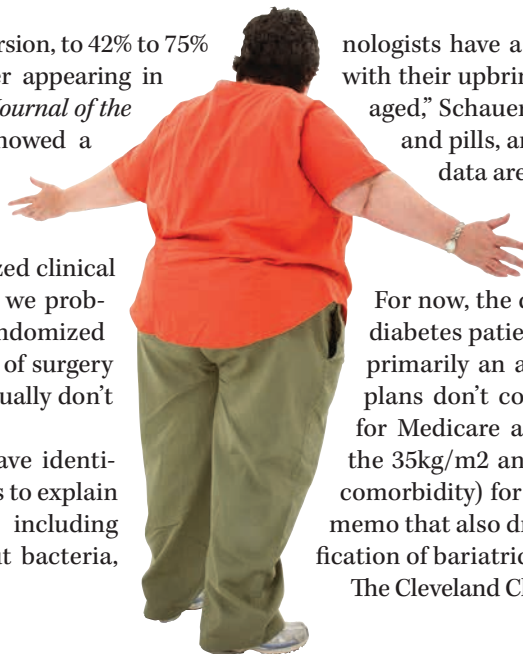 rsion, to 42% to 75%
er appearing in
Journal of the
howed a
zed clinical
we prob-
ndomized
of surgery
ually don’t
ave identi-
s to explain
including
t bacteria,
nologists have a
with their upbrin
aged,” Schauer
and pills, an
data are
For now, the
diabetes patie
primarily an a
plans don’t co
for Medicare a
the 35kg/m2 an
comorbidity) for
memo that also dr
fication of bariatric
The Cleveland Cl